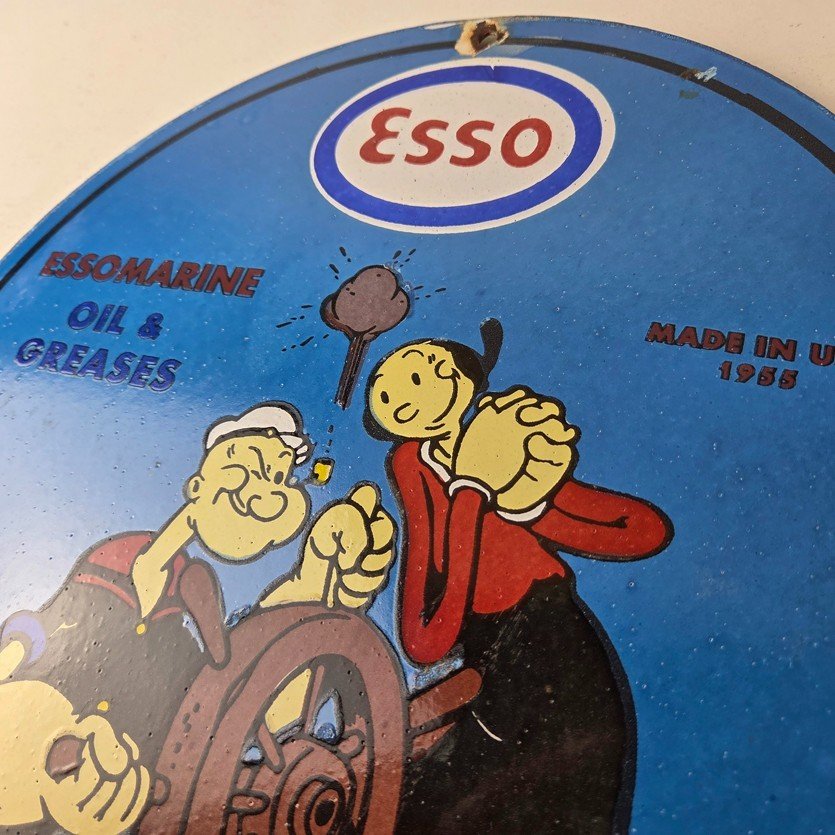 Esso
ESSOMARINE
OIL &
GREASES
MADE IN U
1955